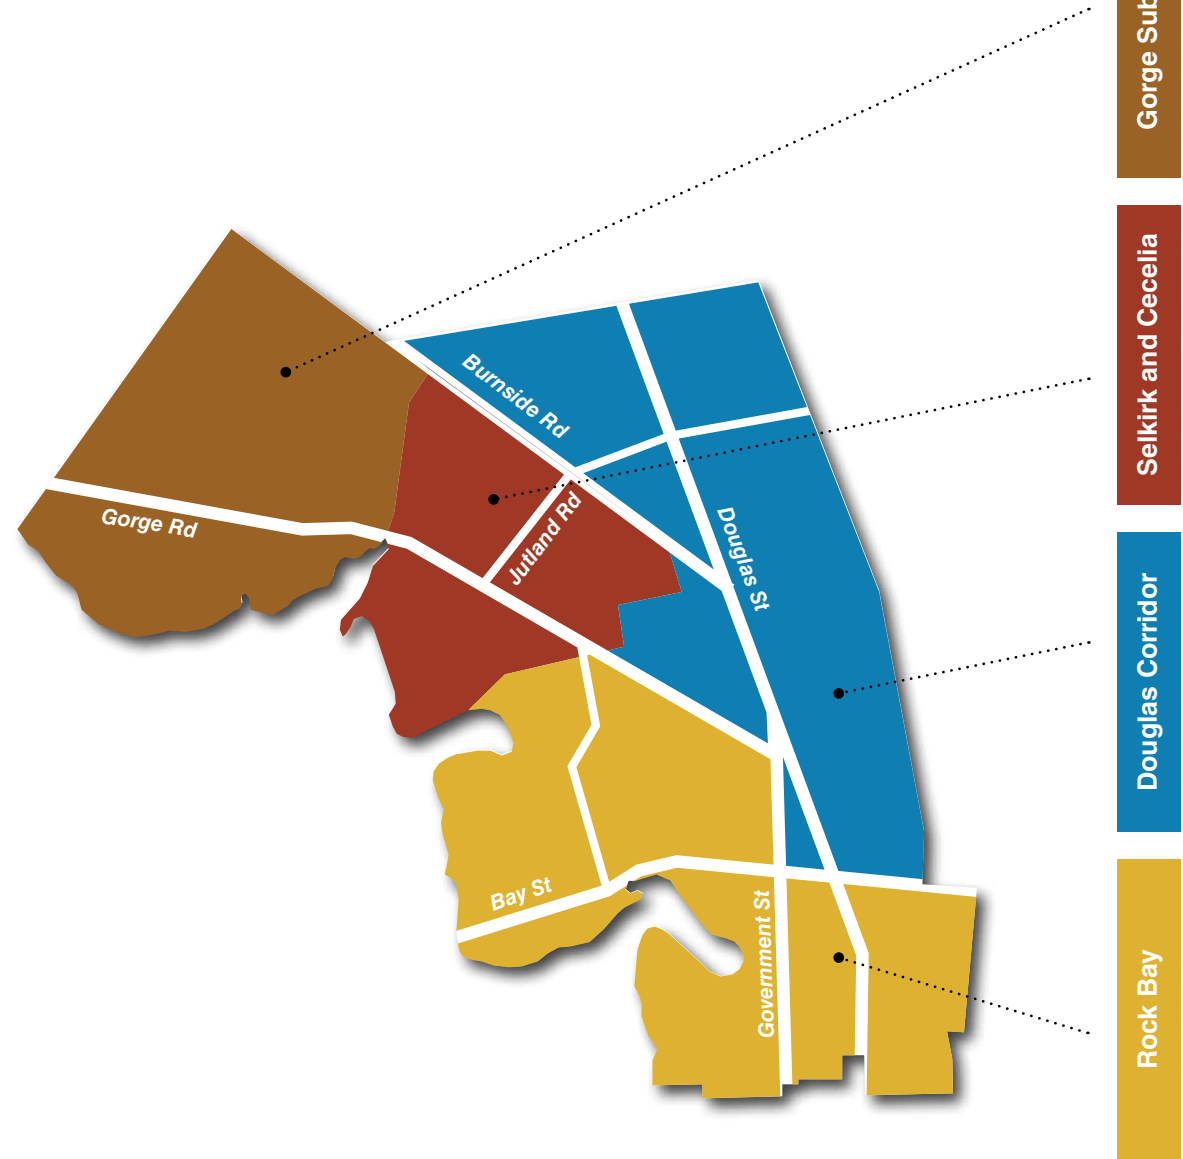 Gorge
Selkirk and Cecelia
Burnside Rd
Jutland Rd
Gorge Rd
Douglas St
Douglas Corridor
Bay St
Government St
Rock Bay